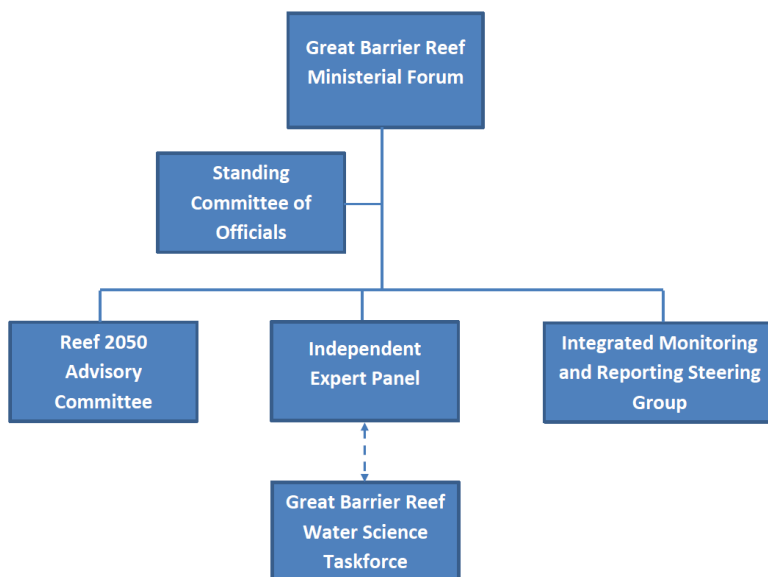 Great Barrier Reef
Ministerial Forum
Standing
Committee of
Officials
Reef 2050
Advisory
Committee
Independent
Expert Panel
Integrated Monitoring
and Reporting Steering
Group
Great Barrier Reef
Water Science
Taskforce